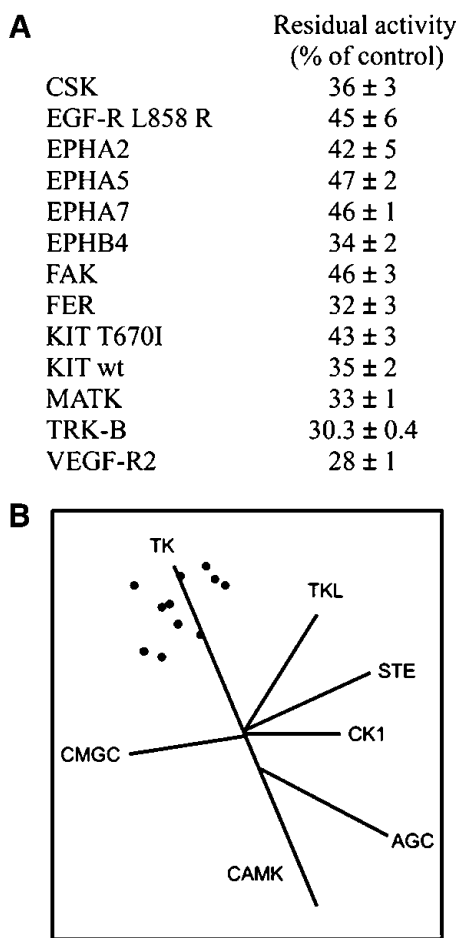 A
Residual activity
(% of control)
CSK 36 ± 3
EGF-R L858 R 45 ± 6
EPHA2 42 ± 5
EPHA5 47 ± 2
EPHA7 46 ± 1
EPHB4 34 ± 2
FAK 46 ± 3
FER 32 ± 3
KIT T670I 43 ± 3
KIT wt 35 ± 2
MATK 33 ± 1
TRK-B 30.3 ± 0.4
VEGF-R2 28 ± 1
B
TK
TKL
STE
CK1
CMGC
AGC
CAMK